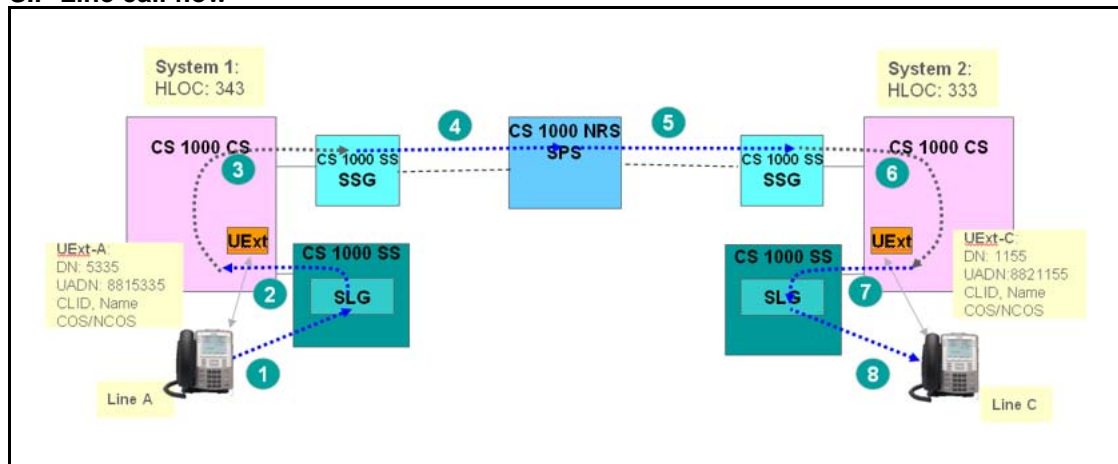 System 1:
HLOC: 343
System 2:
HLOC: 333
4
CS 1000 NRS
SPS
5
CS 1000 CS
3
CS 1000 SS
SSG
CS 1000 SS
SSG
CS 1000 CS
6
UExt
UExt-A:
DN: 5335
UADN: 8815335
CLID, Name
COS/NCOS
2
CS 1000 SS
SLG
CS 1000 SS
SLG
7
UExt
UExt-C:
DN: 1155
UADN:8821155
CLID, Name
COS/NCOS
1
Line A
8
Line C